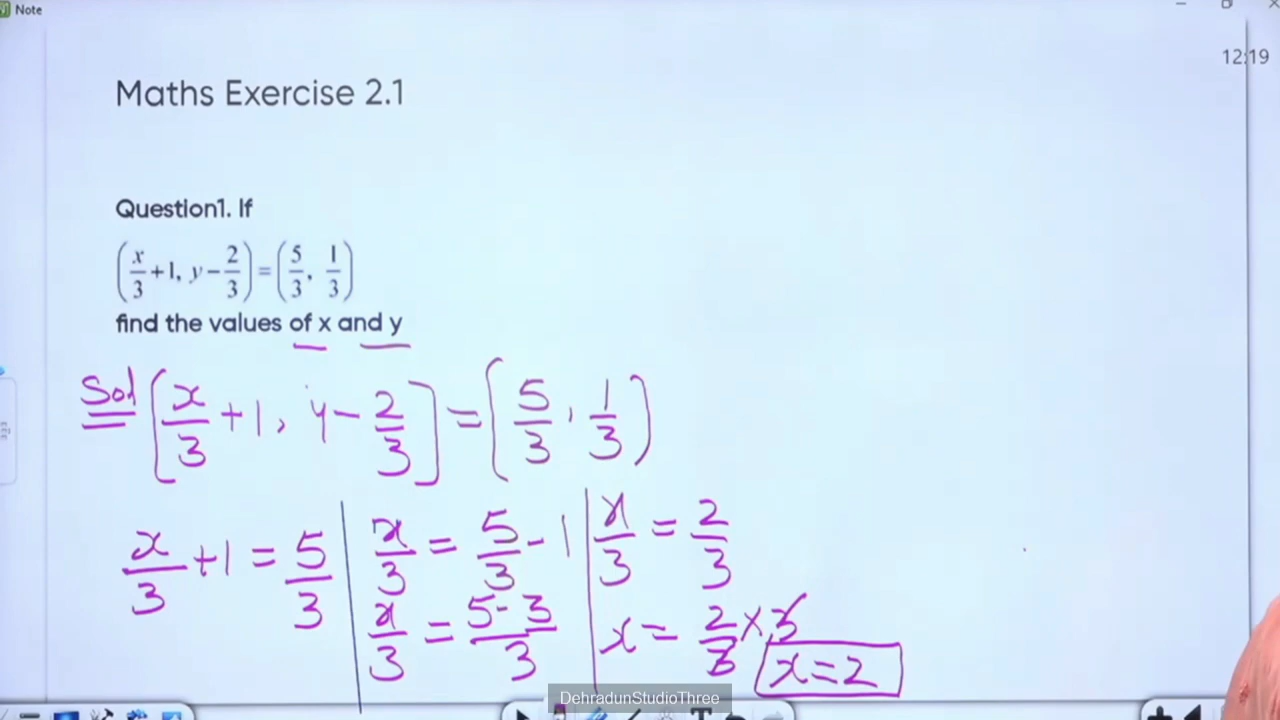 Note
12:19
Maths Exercise 2.1
Question1. If
(x/3+1, y-2/3)=(5/3, 1/3)
find the values of x and y
Sol [x/3 + 1, y - 2/3] = (5/3, 1/3)
x/3 + 1 = 5/3
x/3 = 5/3 - 1
x/3 = 5-3/3
x/3 = 2/3
x = 2/3 × 3
x = 2
DehradunStudioThree